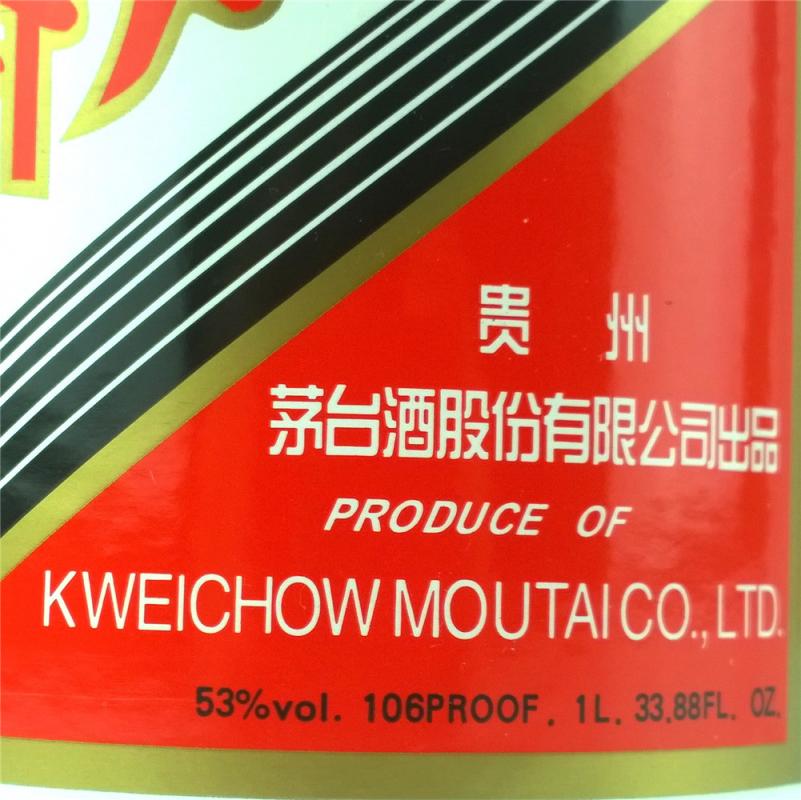 贵 州
茅台酒股份有限公司出品
PRODUCE OF
KWEICHOW MOUTAI CO., LTD.
53%vol. 106PROOF. 1L. 33.88FL. OZ.